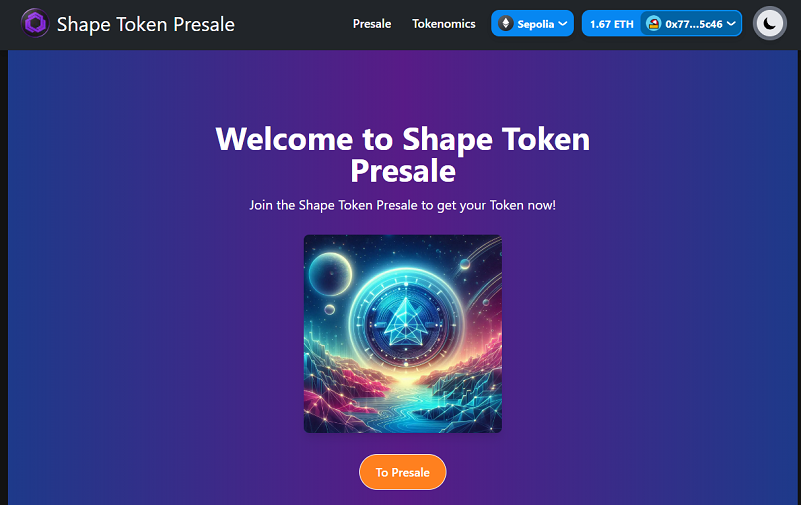 Shape Token Presale
Presale
Tokenomics
Sepolia
1.67 ETH
0x77...5c46
Welcome to Shape Token
Presale
Join the Shape Token Presale to get your Token now!
To Presale